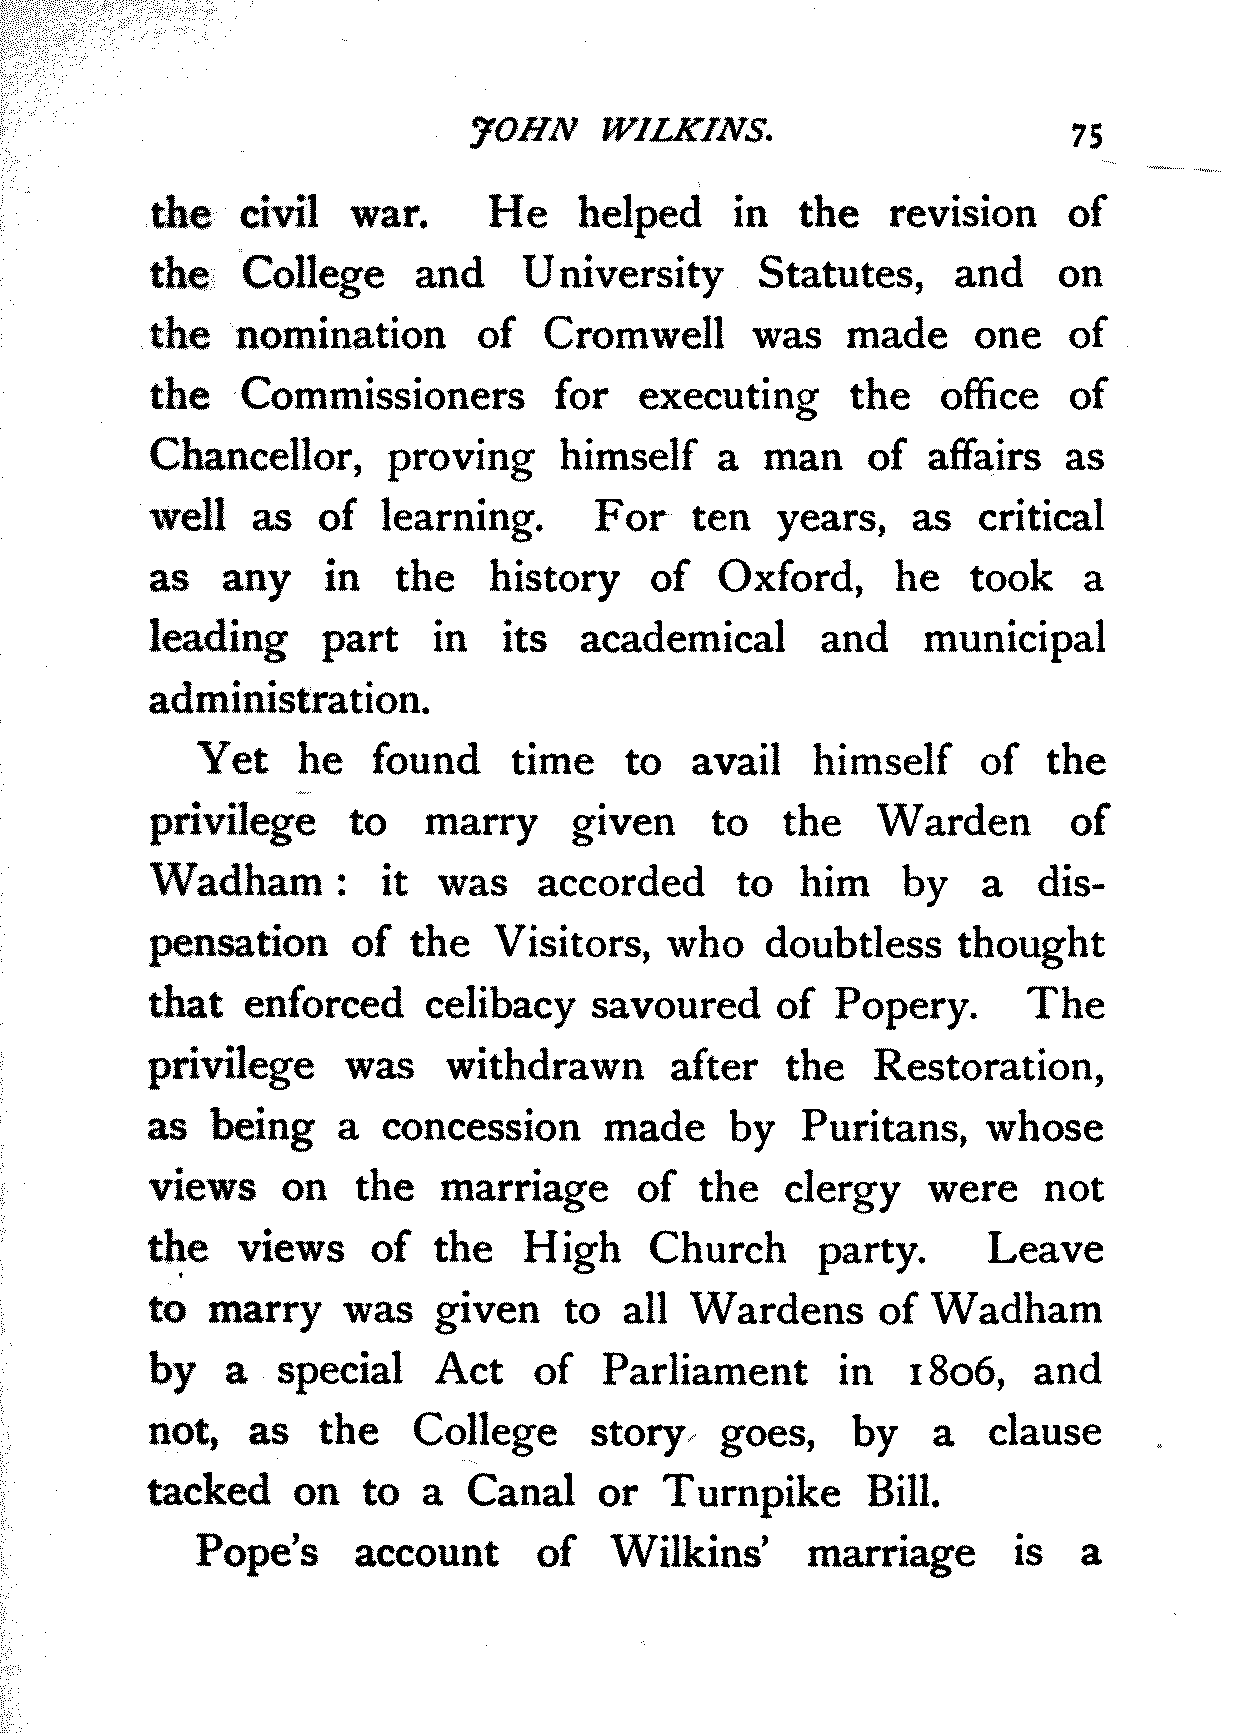 JOHN WILKINS. 75
the civil war. He helped in the revision of
the College and University Statutes, and on
the nomination of Cromwell was made one of
the Commissioners for executing the office of
Chancellor, proving himself a man of affairs as
well as of learning. For ten years, as critical
as any in the history of Oxford, he took a
leading part in its academical and municipal
administration.
Yet he found time to avail himself of the
privilege to marry given to the Warden of
Wadham : it was accorded to him by a dis-
pensation of the Visitors, who doubtless thought
that enforced celibacy savoured of Popery. The
privilege was withdrawn after the Restoration,
as being a concession made by Puritans, whose
views on the marriage of the clergy were not
the views of the High Church party. Leave
to marry was given to all Wardens of Wadham
by a special Act of Parliament in 1806, and
not, as the College story goes, by a clause
tacked on to a Canal or Turnpike Bill.
Pope's account of Wilkins' marriage is a